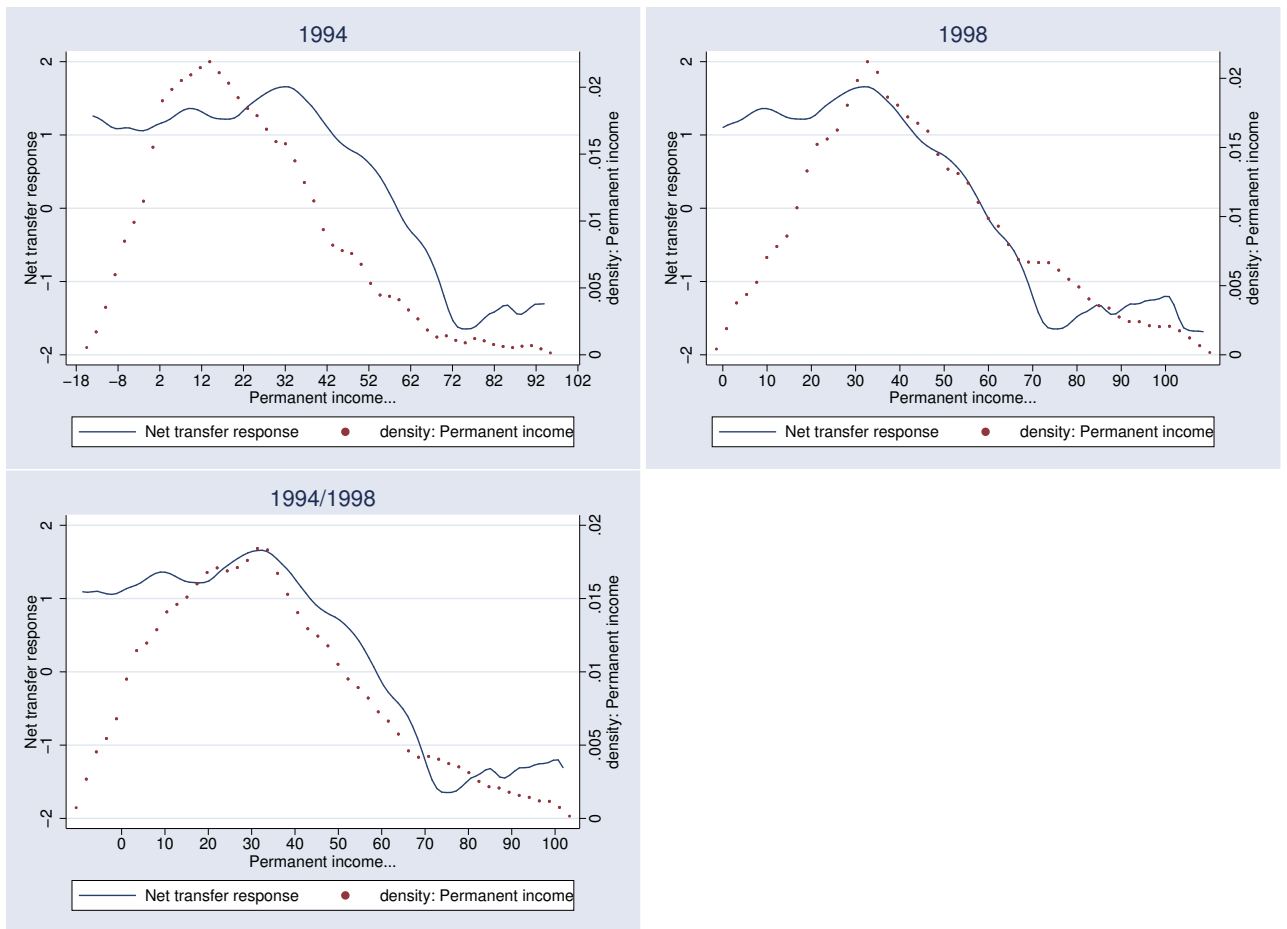 1994
2
1
0
−1
−2
Net transfer response
.02
.015
.01
.005
0
density: Permanent income
−18 −8 2 12 22 32 42 52 62 72 82 92 102
Permanent income...
Net transfer response density: Permanent income
1998
2
1
0
−1
−2
Net transfer response
.02
.015
.01
.005
0
density: Permanent income
0 10 20 30 40 50 60 70 80 90 100
Permanent income...
Net transfer response density: Permanent income
1994/1998
2
1
0
−1
−2
Net transfer response
.02
.015
.01
.005
0
density: Permanent income
0 10 20 30 40 50 60 70 80 90 100
Permanent income...
Net transfer response density: Permanent income